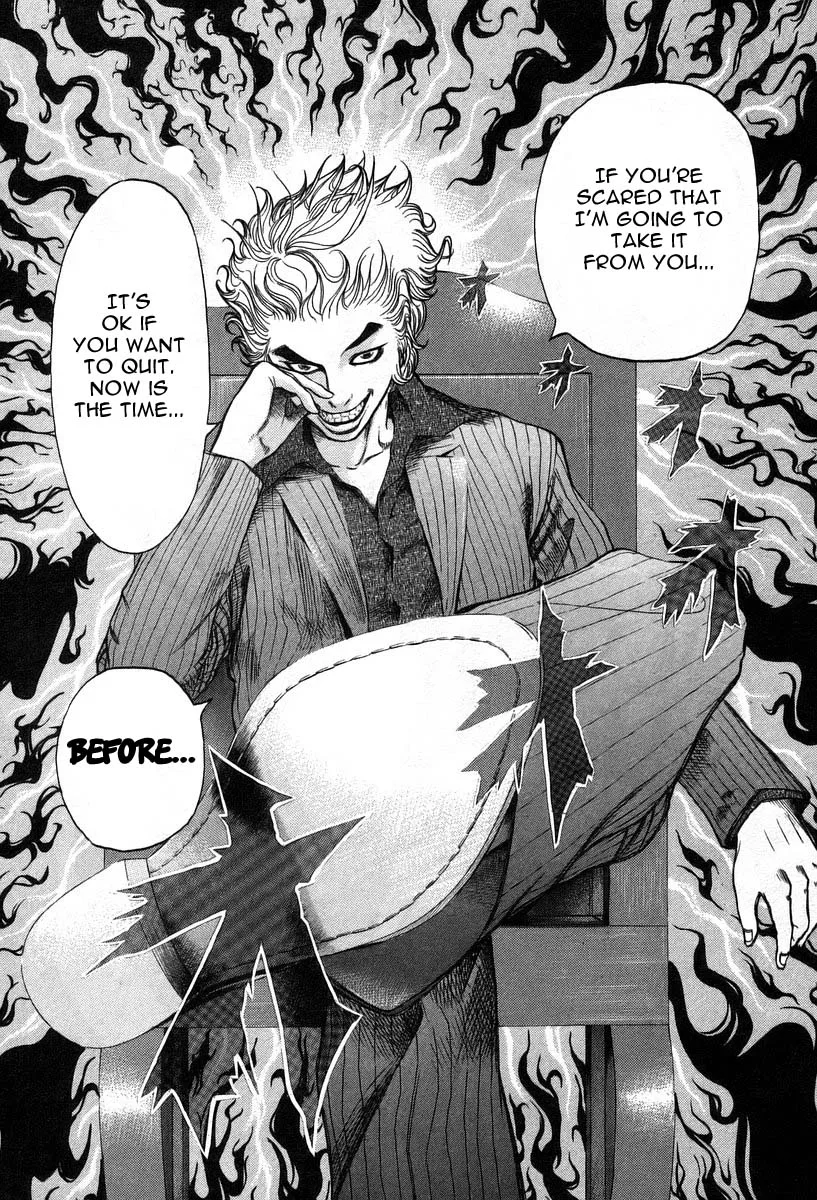 IF YOU'RE
SCARED THAT
I'M GOING TO
TAKE IT
FROM YOU...
IT'S
OK IF
YOU WANT
TO QUIT.
NOW IS
THE TIME...
BEFORE...